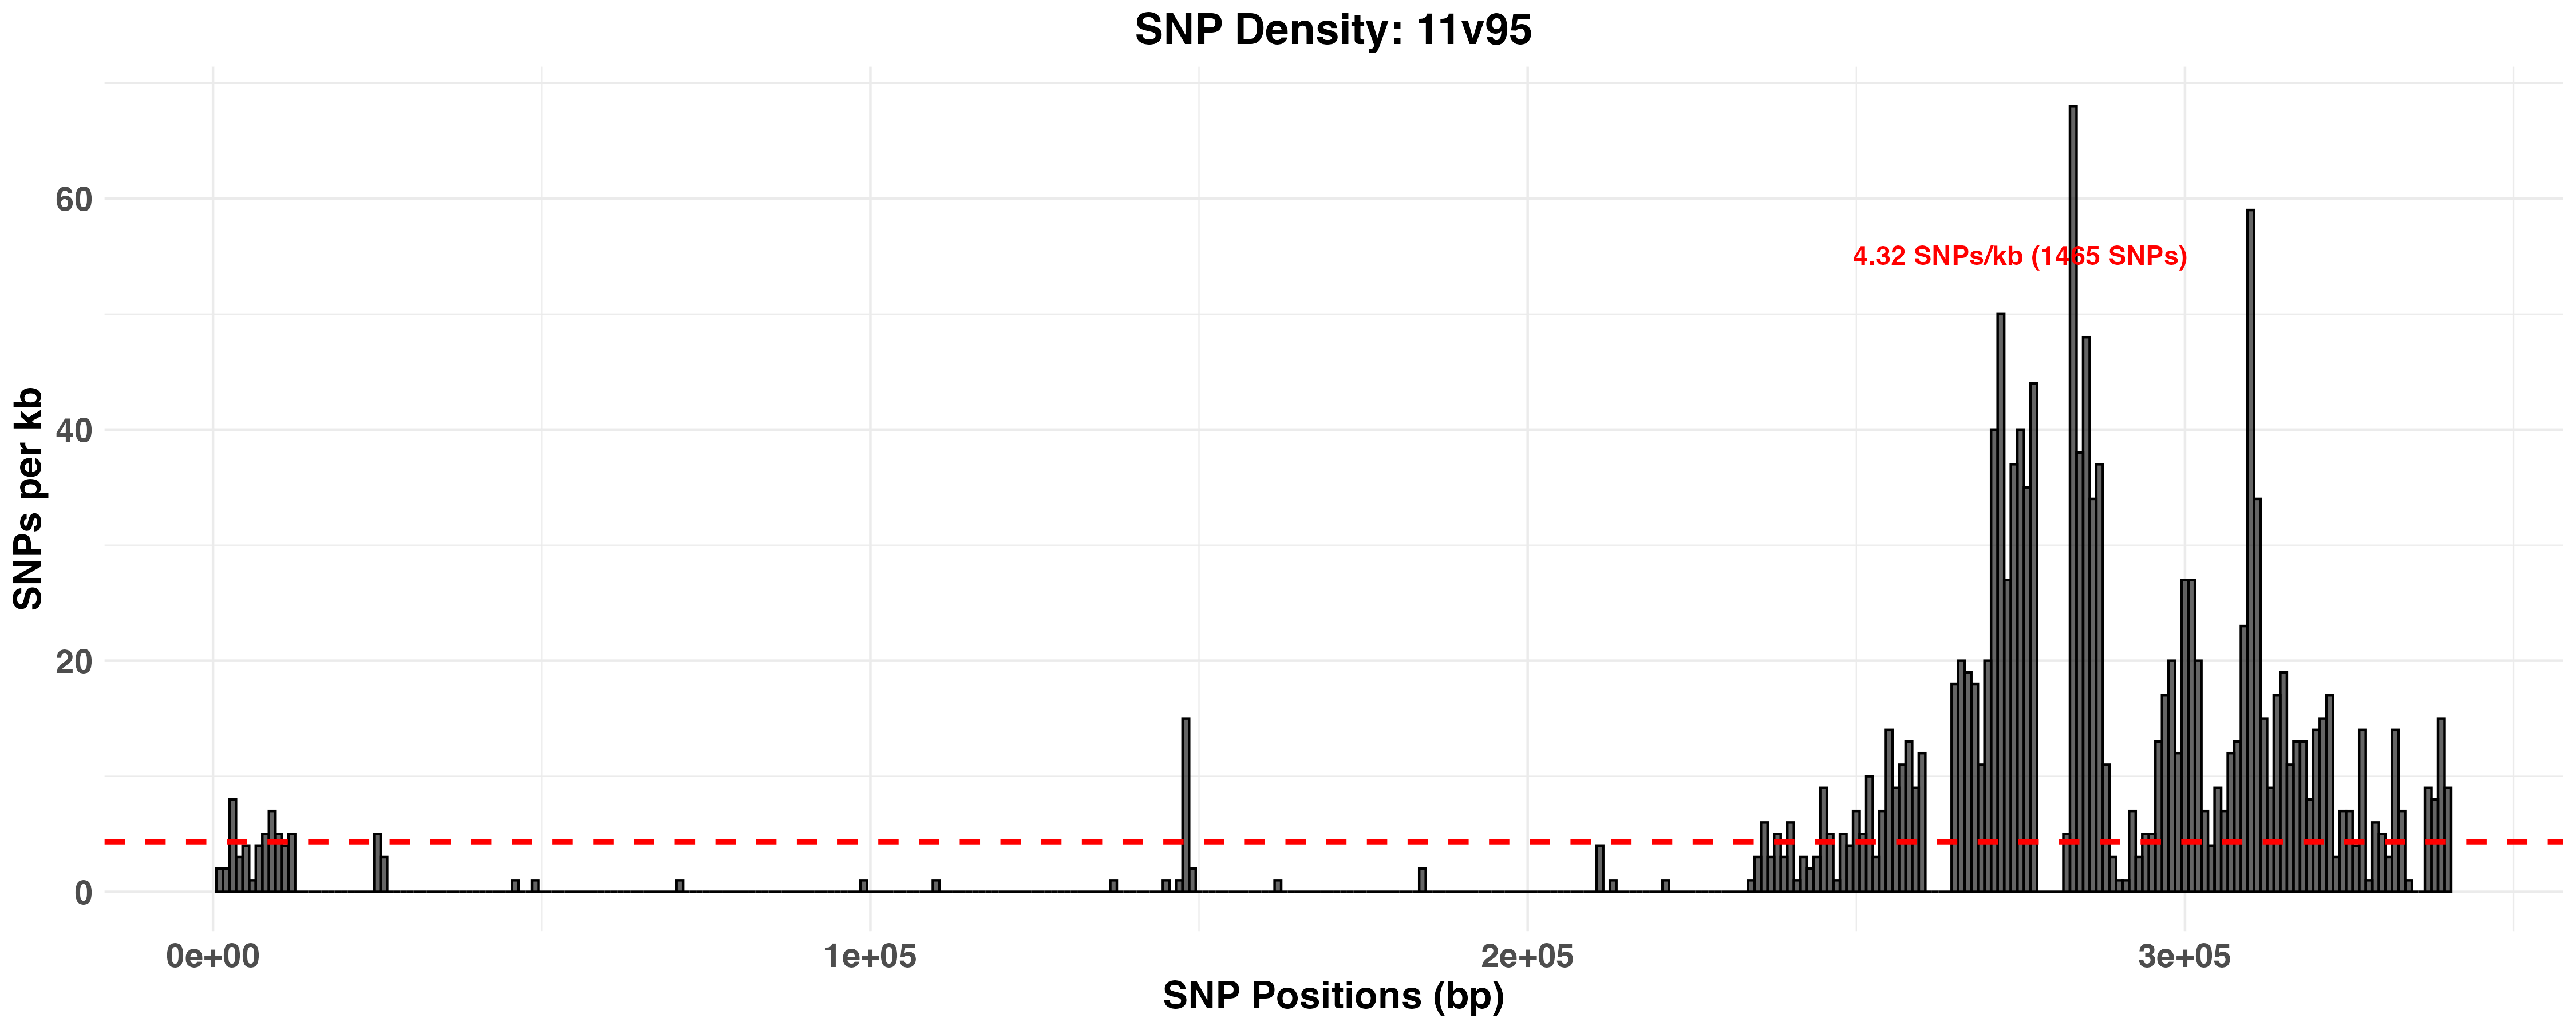 SNP Density: 11v95
SNPs per kb
60
40
20
0
4.32 SNPs/kb (1465 SNPs)
0e+00
1e+05
2e+05
3e+05
SNP Positions (bp)